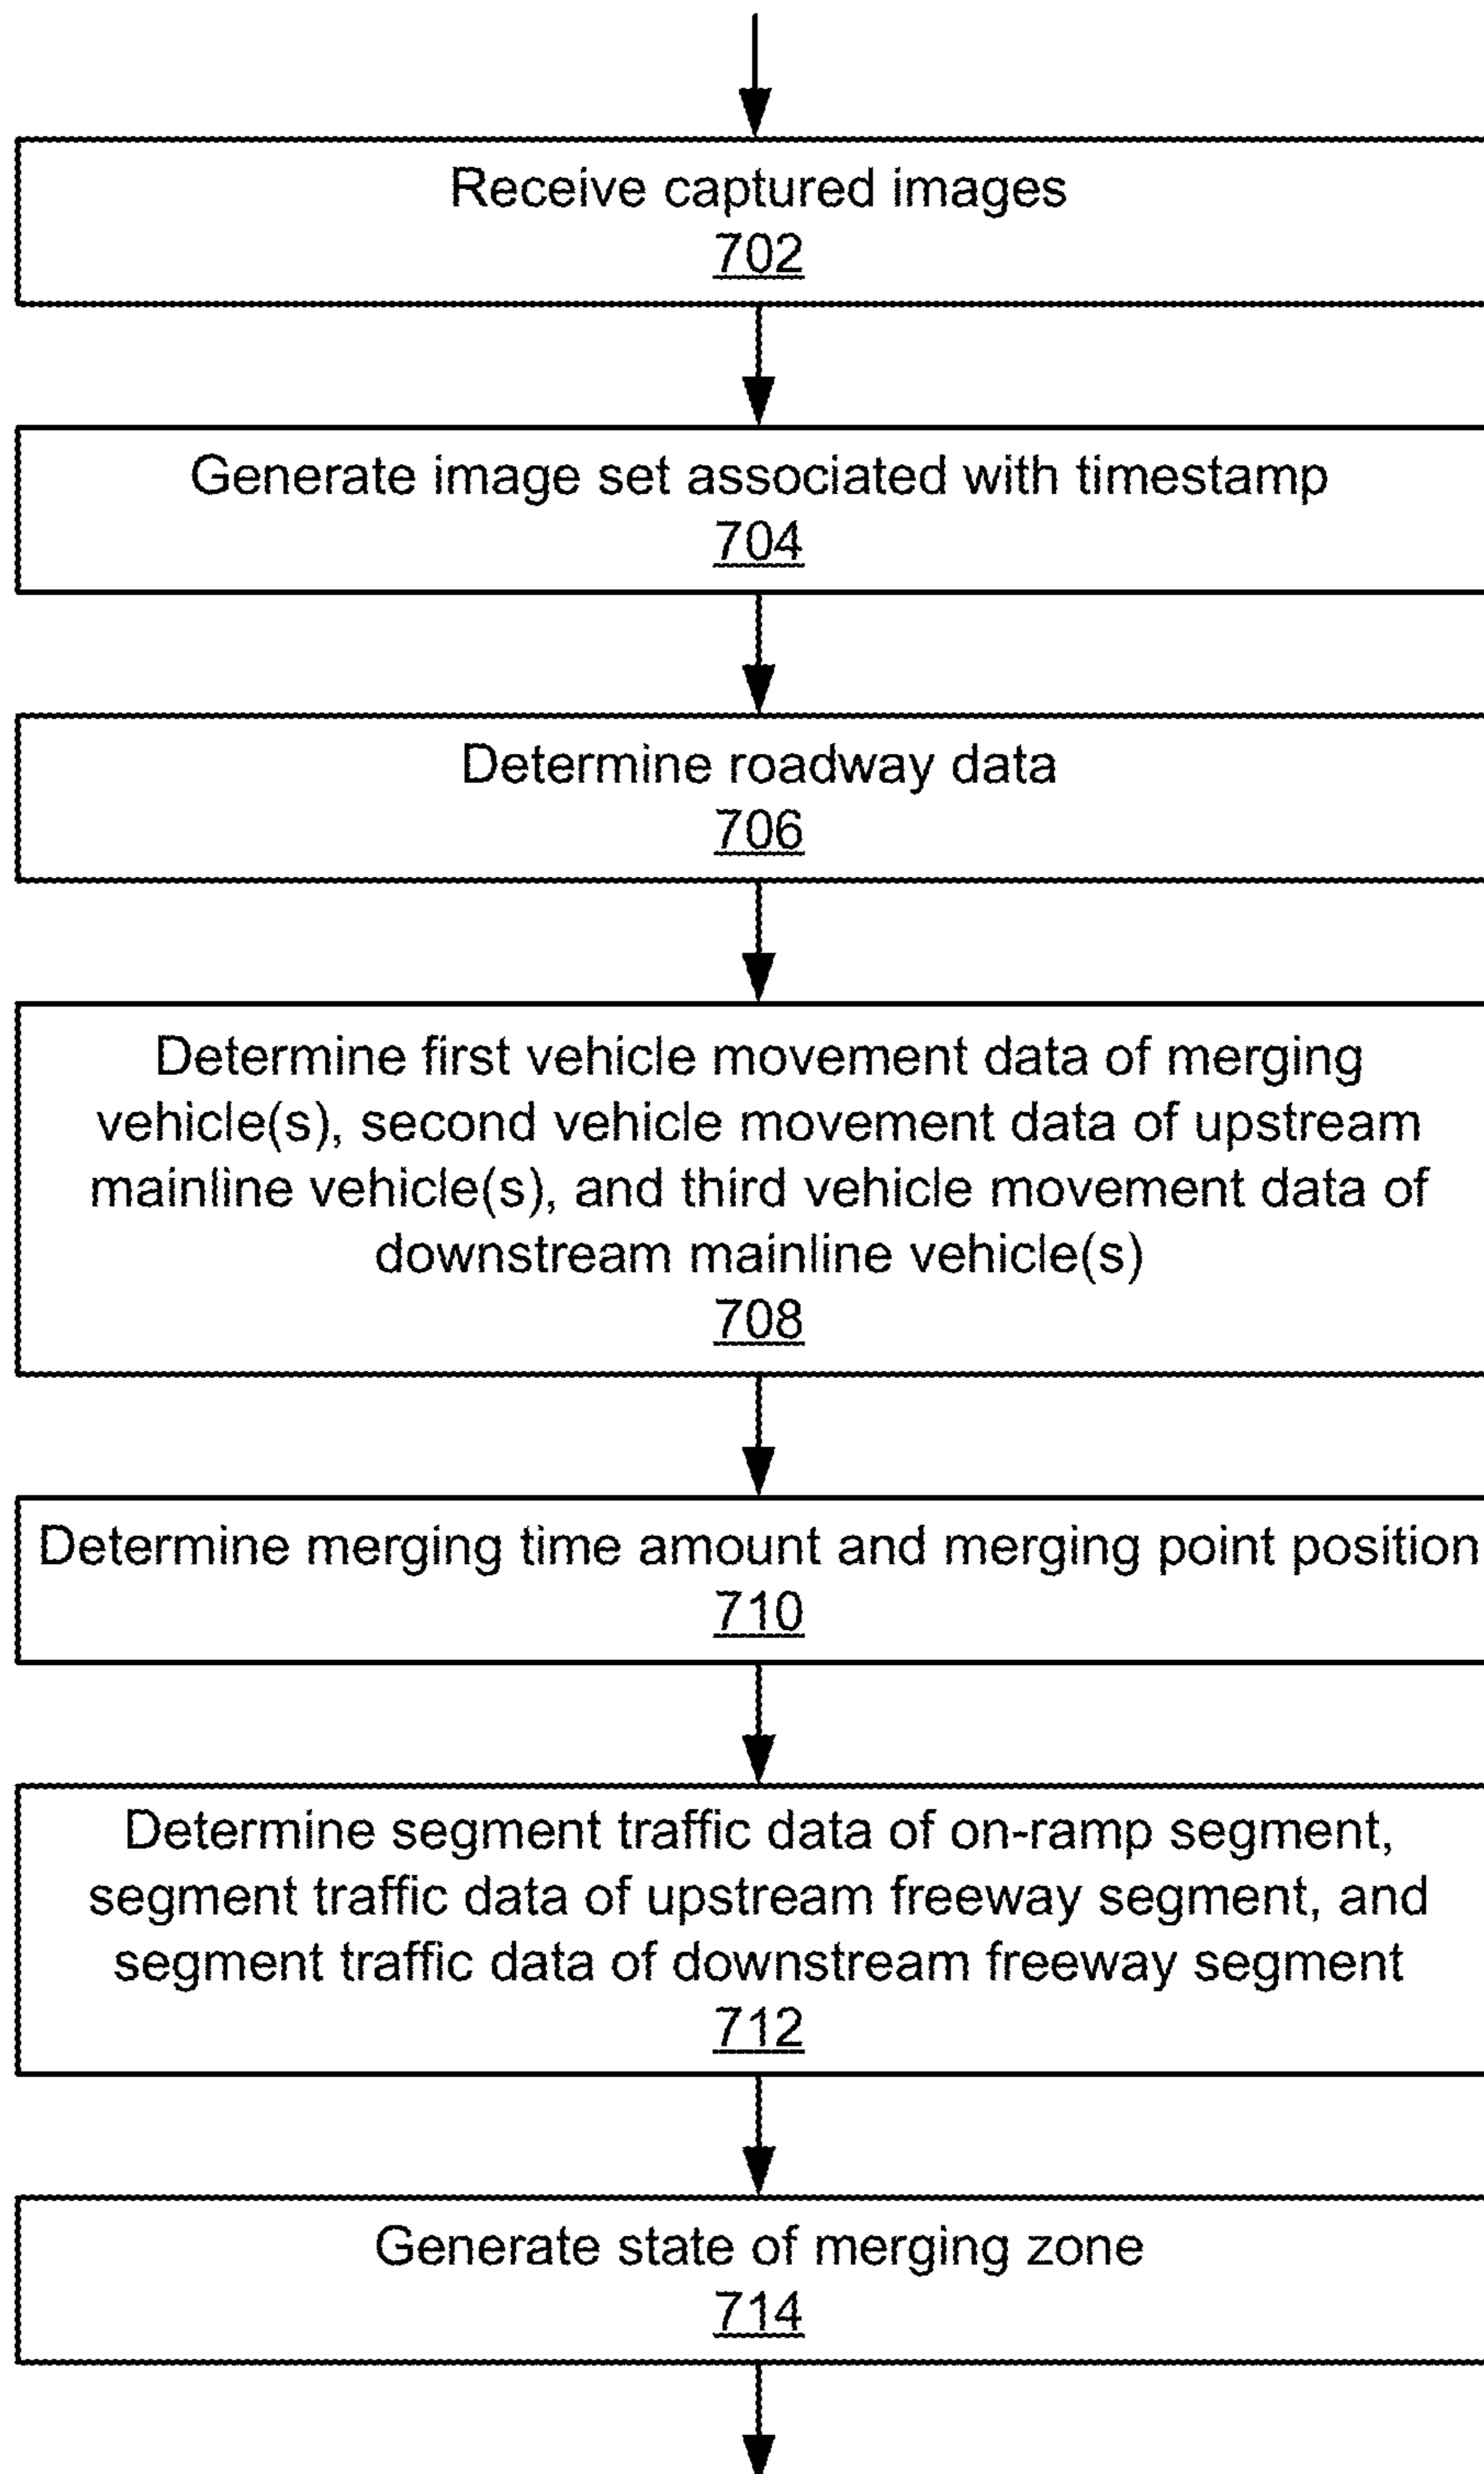 Receive captured images
702
Generate image set associated with timestamp
704
Determine roadway data
706
Determine first vehicle movement data of merging
vehicle(s), second vehicle movement data of upstream
mainline vehicle(s), and third vehicle movement data of
downstream mainline vehicle(s)
708
Determine merging time amount and merging point position
710
Determine segment traffic data of on-ramp segment,
segment traffic data of upstream freeway segment, and
segment traffic data of downstream freeway segment
712
Generate state of merging zone
714